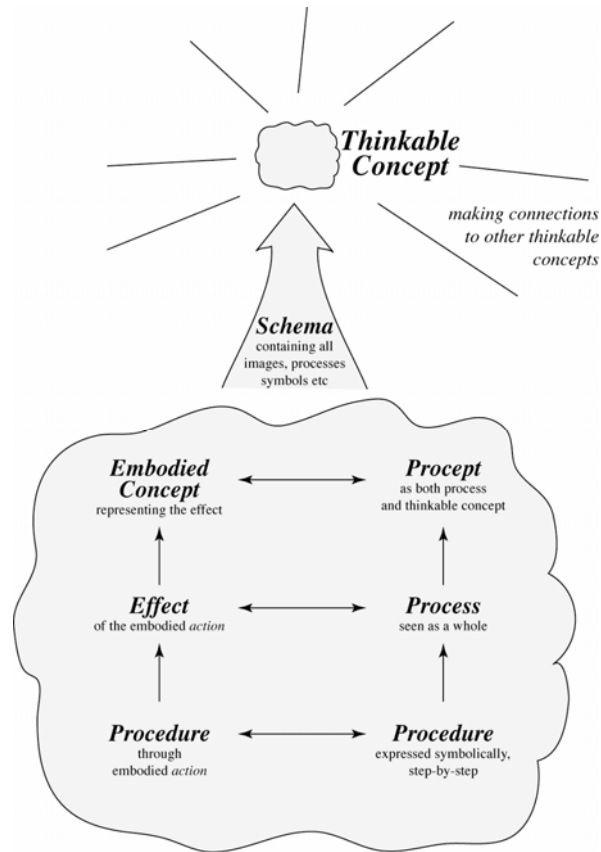 Thinkable
Concept
making connections
to other thinkable
concepts
Schema
containing all
images, processes
symbols etc
Embodied
Concept
representing the effect
Procept
as both process
and thinkable concept
Effect
of the embodied action
Process
seen as a whole
Procedure
through
embodied action
Procedure
expressed symbolically,
step-by-step